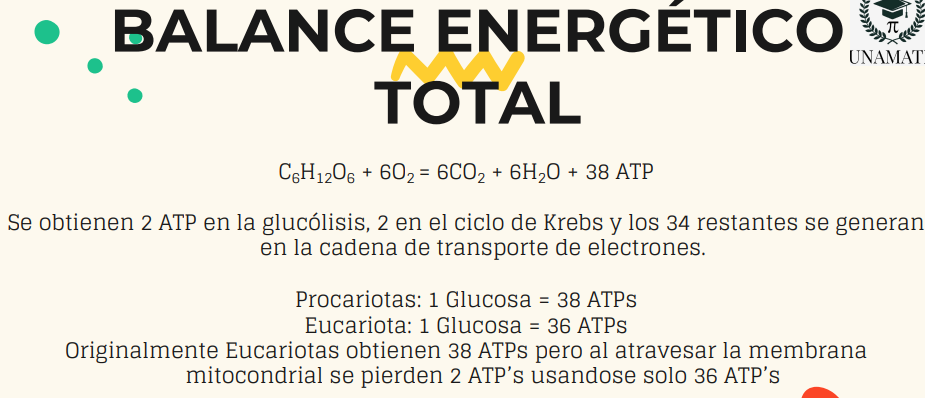 BALANCE ENERGÉTICO
TOTAL
π
UNAMAT
C₆H₁₂O₆ + 6O₂ = 6CO₂ + 6H₂O + 38 ATP
Se obtienen 2 ATP en la glucólisis, 2 en el ciclo de Krebs y los 34 restantes se generan
en la cadena de transporte de electrones.
Procariotas: 1 Glucosa = 38 ATPs
Eucariota: 1 Glucosa = 36 ATPs
Originalmente Eucariotas obtienen 38 ATPs pero al atravesar la membrana
mitocondrial se pierden 2 ATP’s usandose solo 36 ATP’s